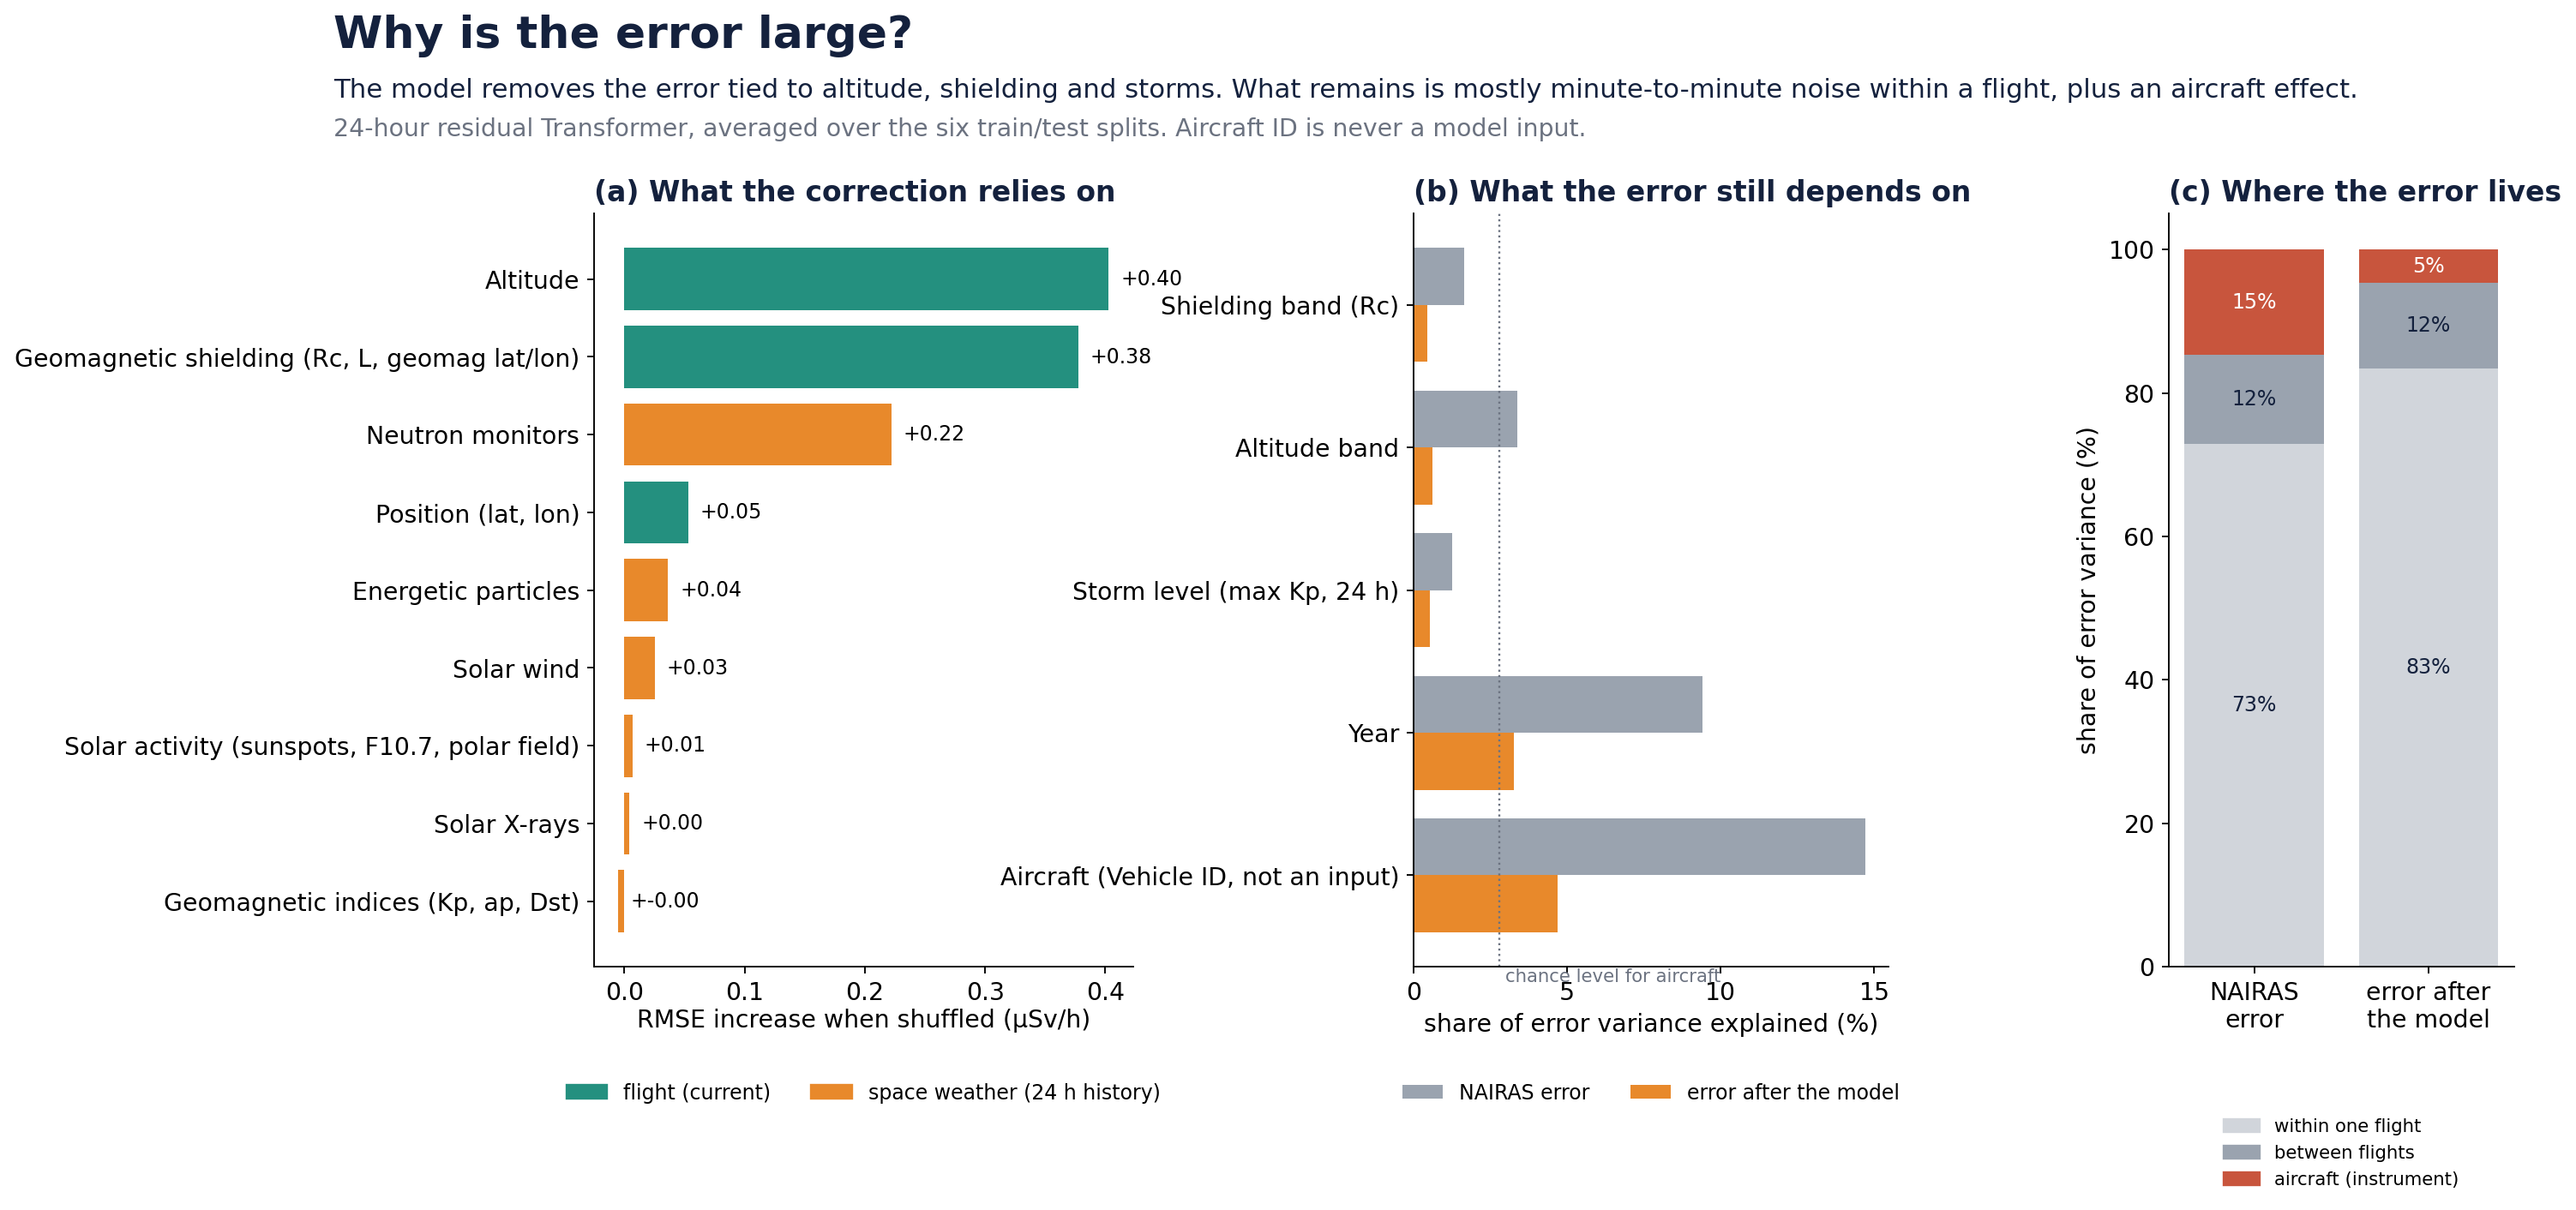 Why is the error large?
The model removes the error tied to altitude, shielding and storms. What remains is mostly minute-to-minute noise within a flight, plus an aircraft effect.
24-hour residual Transformer, averaged over the six train/test splits. Aircraft ID is never a model input.
(a) What the correction relies on
Altitude
+0.40
Geomagnetic shielding (Rc, L, geomag lat/lon)
+0.38
Neutron monitors
+0.22
Position (lat, lon)
+0.05
Energetic particles
+0.04
Solar wind
+0.03
Solar activity (sunspots, F10.7, polar field)
+0.01
Solar X-rays
+0.00
Geomagnetic indices (Kp, ap, Dst)
+-0.00
0.0 0.1 0.2 0.3 0.4
RMSE increase when shuffled (µSv/h)
flight (current) space weather (24 h history)
(b) What the error still depends on
Shielding band (Rc)
Altitude band
Storm level (max Kp, 24 h)
Year
Aircraft (Vehicle ID, not an input)
chance level for aircraft
0 5 10 15
share of error variance explained (%)
NAIRAS error error after the model
(c) Where the error lives
share of error variance (%)
100
80
60
40
20
0
15%
12%
73%
5%
12%
83%
NAIRAS
error
error after
the model
within one flight
between flights
aircraft (instrument)